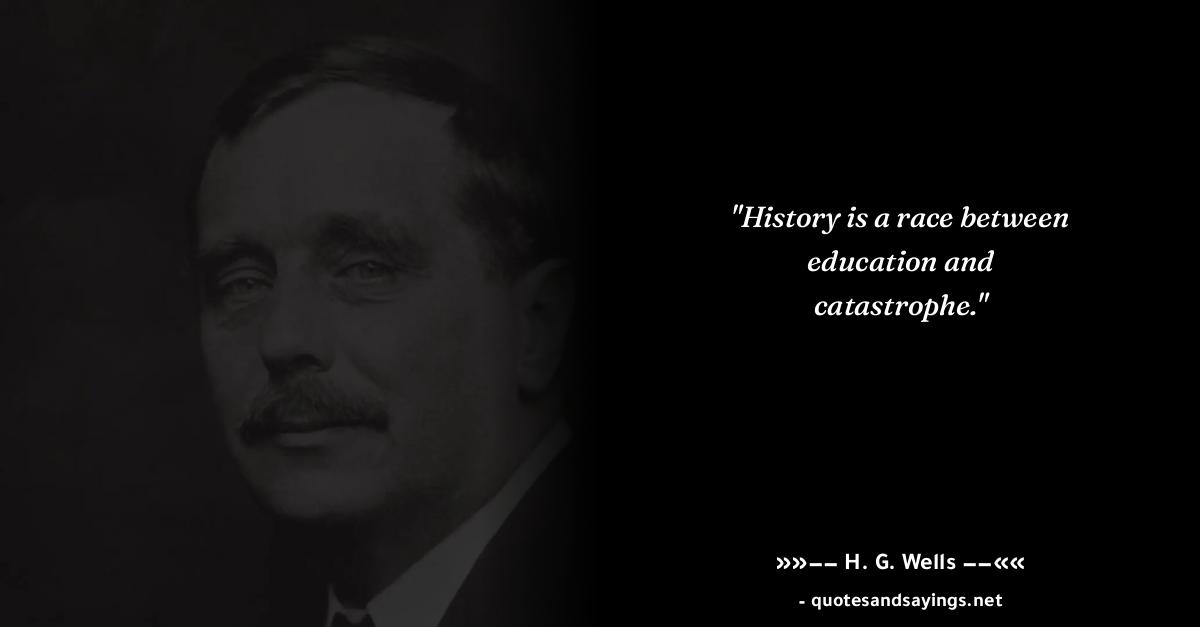 "History is a race between
education and
catastrophe."
»»−− H. G. Wells −−««
- quotesandsayings.net